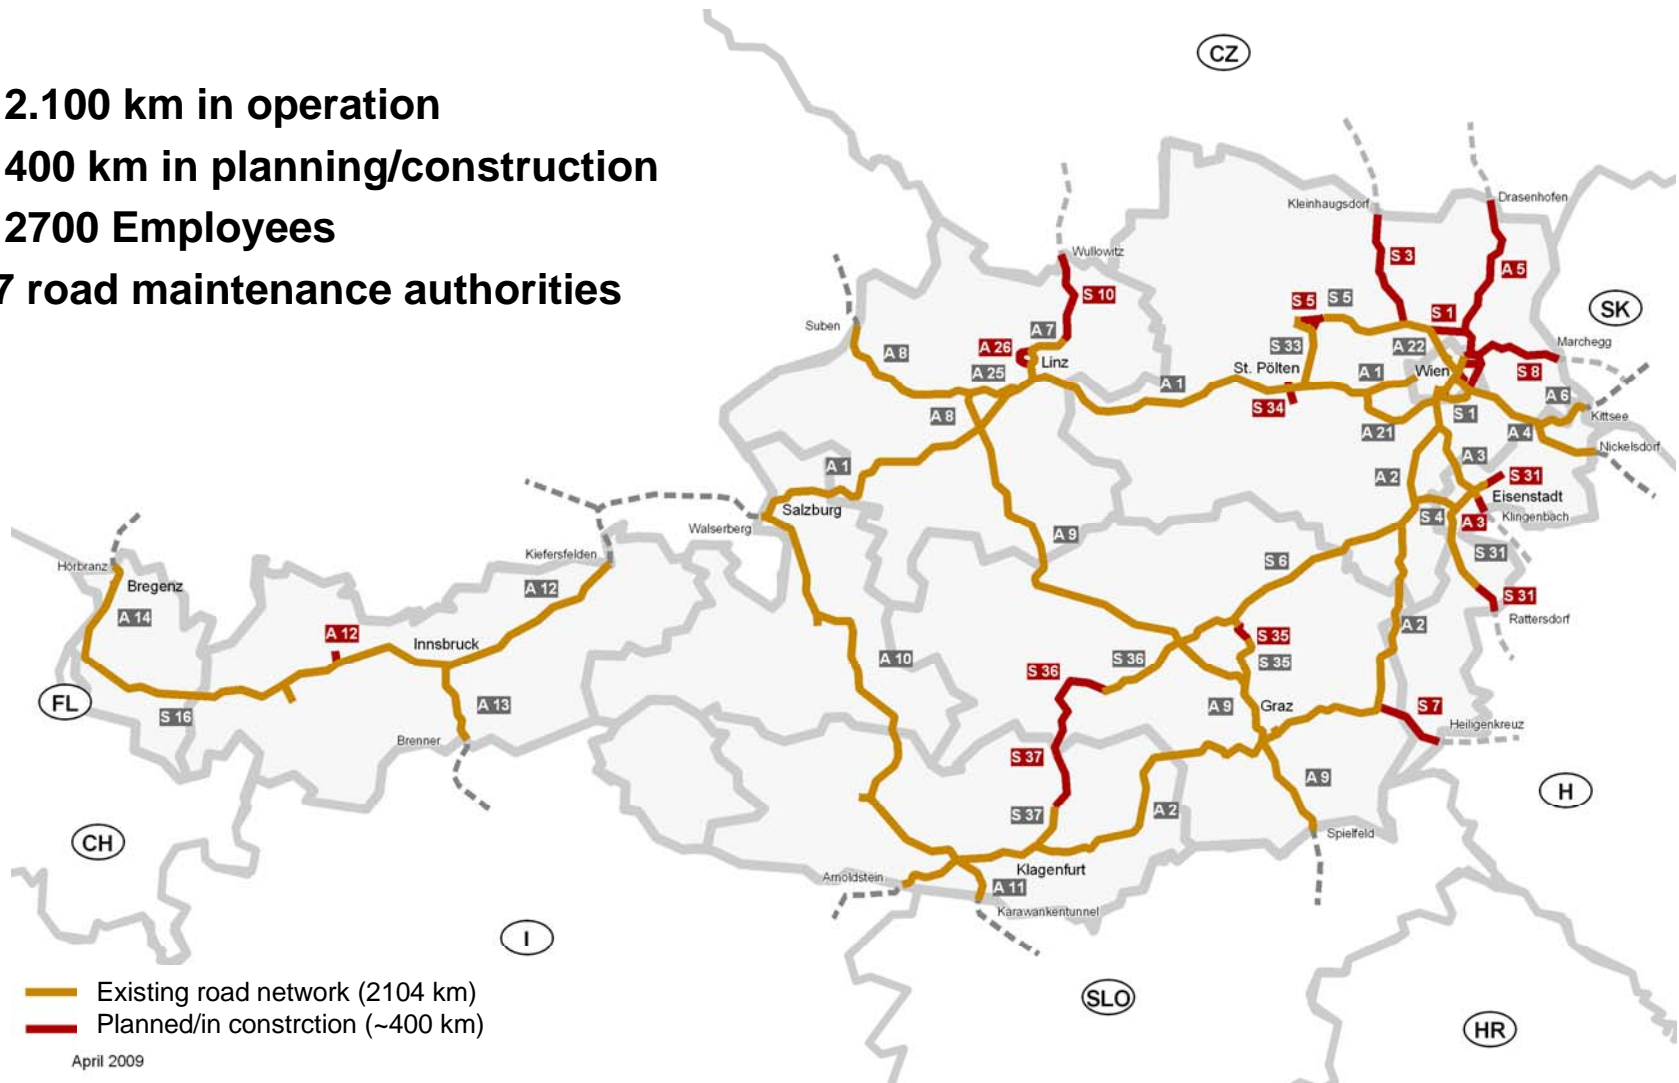 2.100 km in operation
400 km in planning/construction
2700 Employees
7 road maintenance authorities
CZ
Drasenhofen
Kleinhaugsdorf
Wullowitz
S 3
A 5
S 10
S 5
S 5
SK
S 1
Suben
A 7
A 26
Linz
A 8
S 33
A 22
Marchegg
A 25
St. Pölten
A 1
Wien
S 8
A 1
A 6
S 34
A 8
S 1
Kittsee
A 21
A 4
Nickelsdorf
A 3
A 1
A 2
S 31
Eisenstadt
Salzburg
S 4
A 3
Klingenbach
Walserberg
A 9
Kiefersfelden
S 31
Hörbranz
S 6
Bregenz
A 12
S 31
A 14
Rattersdorf
A 12
A 2
Innsbruck
S 35
A 10
S 36
S 35
S 36
FL
A 13
A 9
Graz
S 7
S 16
Heiligenkreuz
Brenner
S 37
A 9
H
A 2
S 37
CH
Spielfeld
Klagenfurt
Arnoldstein
A 11
Karawankentunnel
I
SLO
HR
Existing road network (2104 km)
Planned/in constrction (~400 km)
April 2009